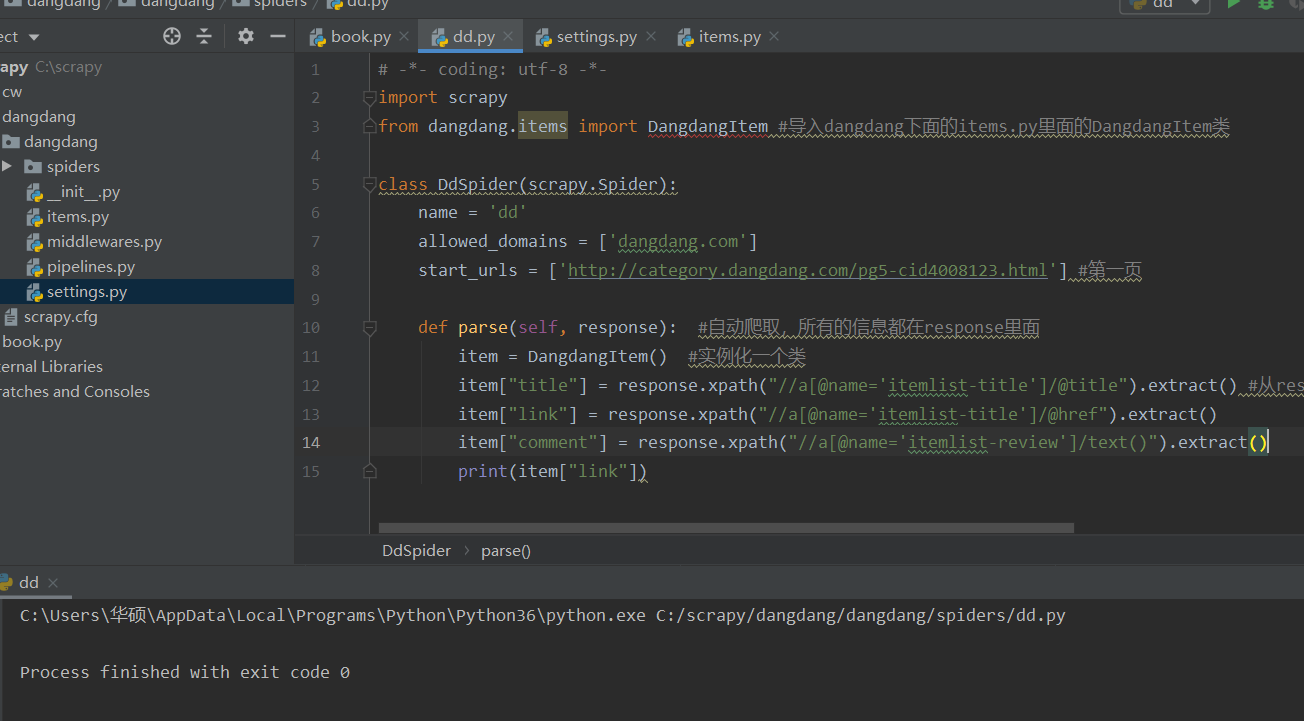 dangdang dangdang spiders dd.py
dd
book.py dd.py settings.py items.py
C:\scrapy
cw
dangdang
dangdang
spiders
__init__.py
items.py
middlewares.py
pipelines.py
settings.py
scrapy.cfg
book.py
1 # -*- coding: utf-8 -*-
2 import scrapy
3 from dangdang.items import DangdangItem #导入dangdang下面的items.py里面的DangdangItem类
4
5 class DdSpider(scrapy.Spider):
6 name = 'dd'
7 allowed_domains = ['dangdang.com']
8 start_urls = ['http://category.dangdang.com/pg5-cid4008123.html'] #第一页
9
10 def parse(self, response): #自动爬取，所有的信息都在response里面
11 item = DangdangItem() #实例化一个类
12 item["title"] = response.xpath("//a[@name='itemlist-title']/@title").extract() #从res
13 item["link"] = response.xpath("//a[@name='itemlist-title']/@href").extract()
14 item["comment"] = response.xpath("//a[@name='itemlist-review']/text()").extract()
15 print(item["link"])
DdSpider › parse()
dd
C:\Users\华硕\AppData\Local\Programs\Python\Python36\python.exe C:/scrapy/dangdang/dangdang/spiders/dd.py
Process finished with exit code 0